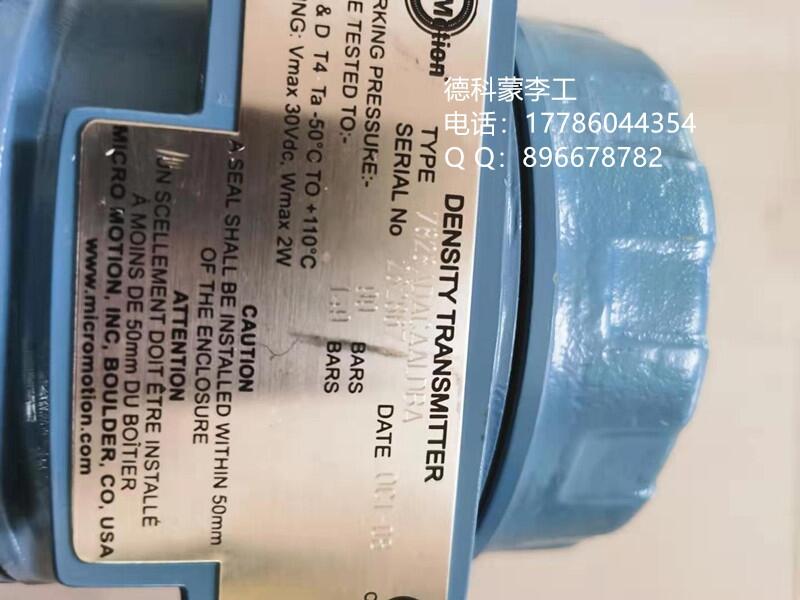 德科蒙李工
电话：17786044354
QQ：896678782
Motion
DENSITY TRANSMITTER
TYPE
SERIAL No
DATE OCT
RKING PRESSURE:- BARS
E TESTED TO:- BARS
& D T4 Ta -50°C TO +110°C
ING: Vmax 30Vdc, Wmax 2W
CAUTION
A SEAL SHALL BE INSTALLED WITHIN 50mm
OF THE ENCLOSURE
ATTENTION
UN SCELLEMENT DOIT ÊTRE INSTALLÉ
À MOINS DE 50mm DU BOÎTIER
MICRO MOTION, INC, BOULDER, CO, USA
www.micromotion.com